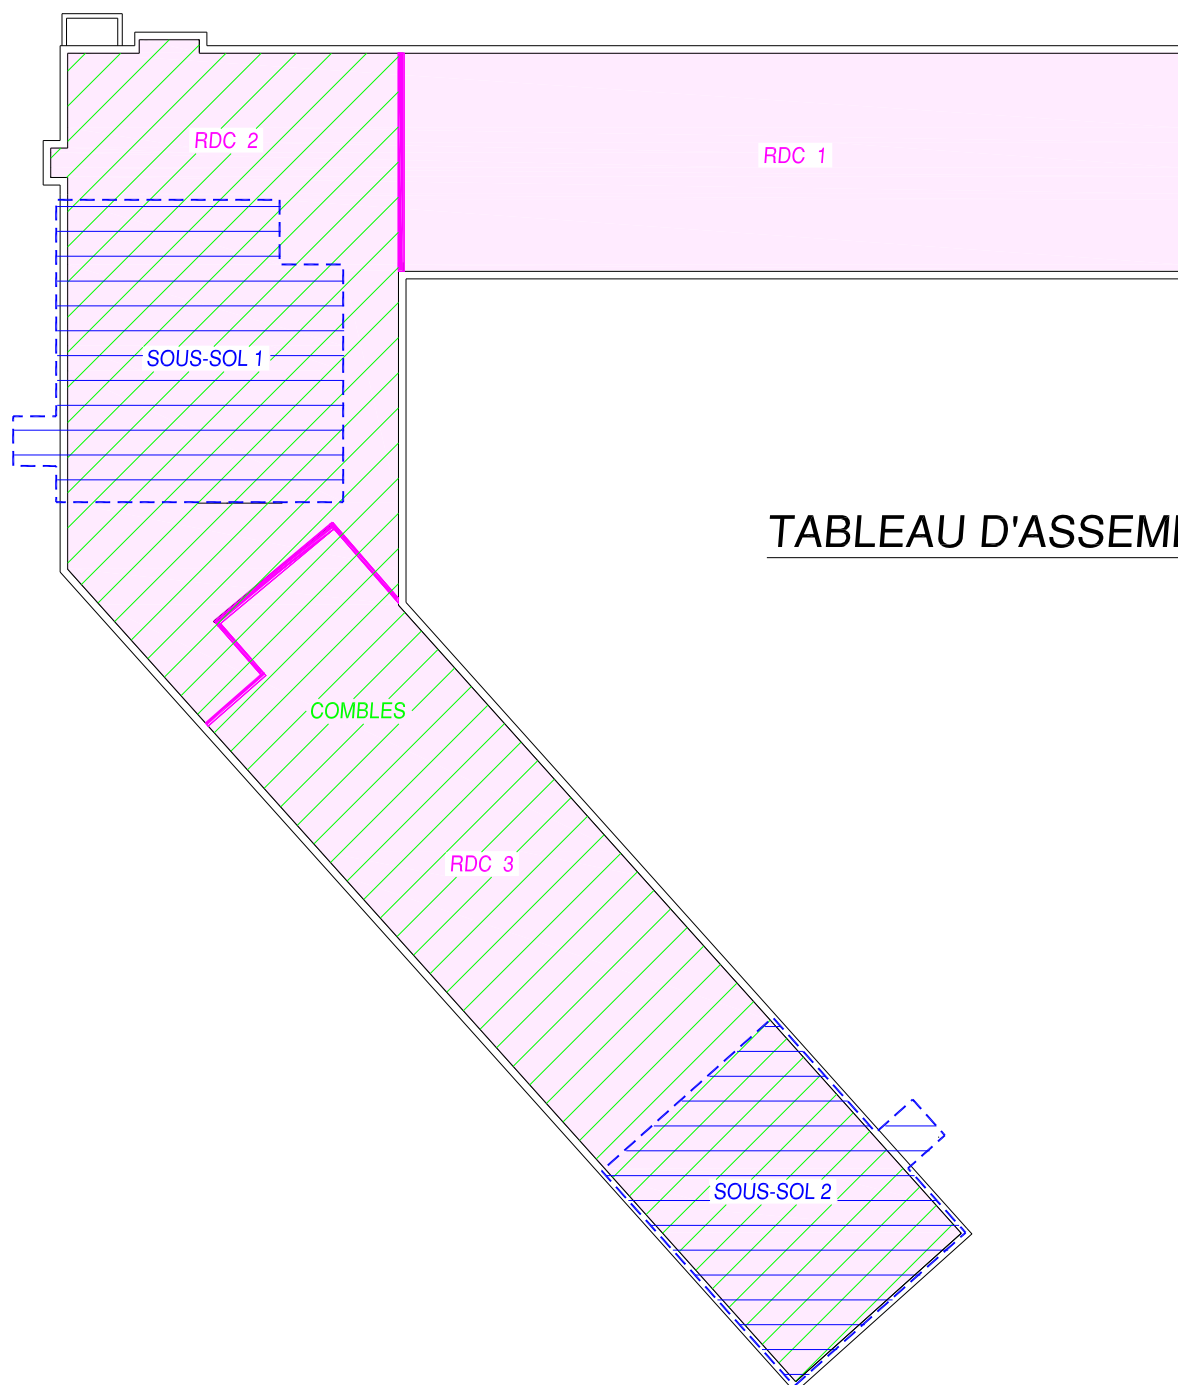 RDC 2
RDC 1
SOUS-SOL 1
TABLEAU D'ASSEM
COMBLES
RDC 3
SOUS-SOL 2